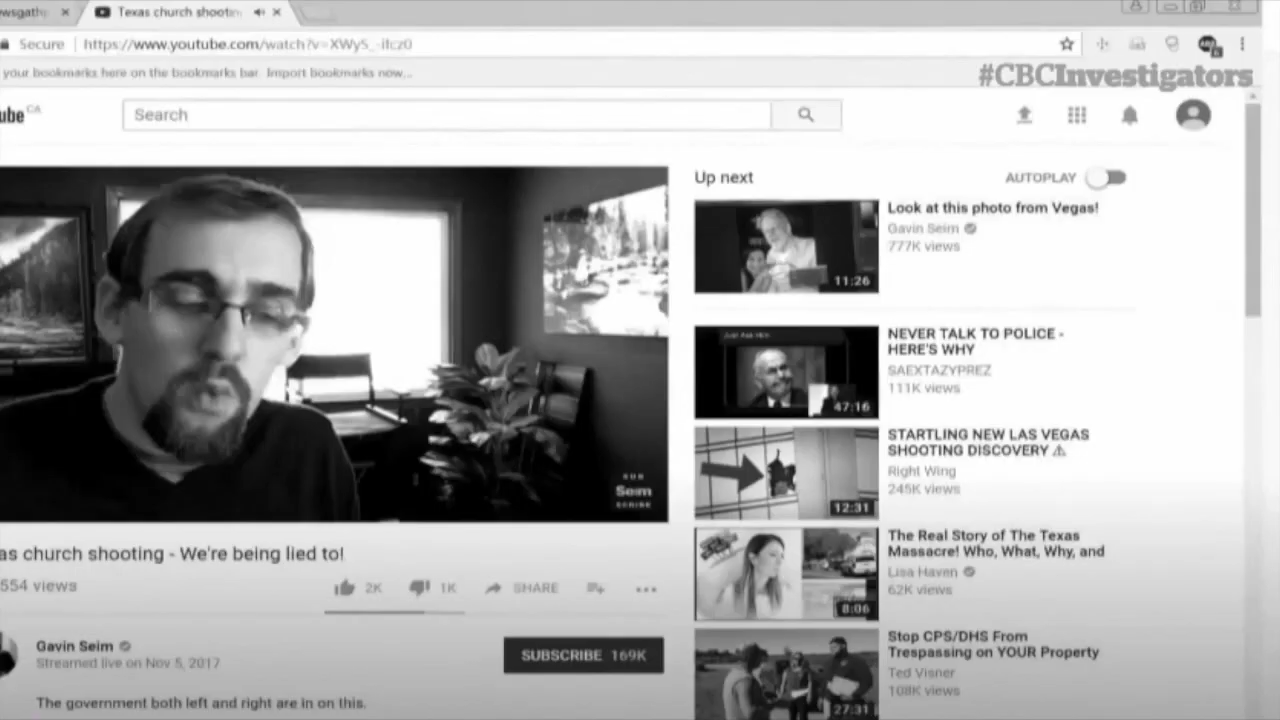 wsgath
Texas church shootin
Secure
https://www.youtube.com/watch?v=XWyS_-iIcz0
your bookmarks here on the bookmarks bar. Import bookmarks now...
#CBCInvestigators
ube CA
Search
Up next
AUTOPLAY
Look at this photo from Vegas!
Gavin Seim
777K views
11:26
NEVER TALK TO POLICE -
HERE'S WHY
SAEXTAZYPREZ
111K views
47:16
STARTLING NEW LAS VEGAS
SHOOTING DISCOVERY ⚠
Right Wing
245K views
12:31
The Real Story of The Texas
Massacre! Who, What, Why, and
Lisa Haven
62K views
8:06
Stop CPS/DHS From
Trespassing on YOUR Property
Ted Visner
108K views
27:31
Seim
as church shooting - We're being lied to!
554 views
2K
1K
SHARE
Gavin Seim
Streamed live on Nov 5, 2017
SUBSCRIBE 169K
The government both left and right are in on this.